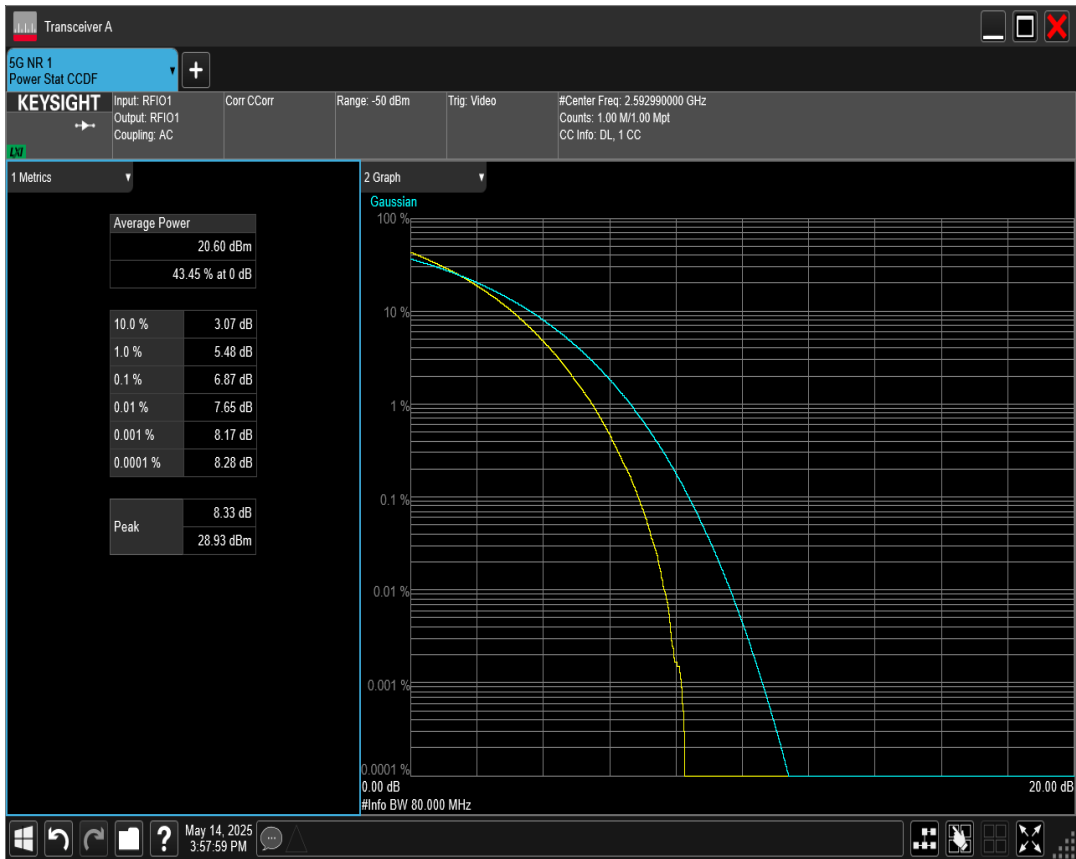 Transceiver A
5G NR 1
Power Stat CCDF
KEYSIGHT
LXI
Input: RFIO1
Output: RFIO1
Coupling: AC
Corr CCorr
Range: -50 dBm
Trig: Video
#Center Freq: 2.592990000 GHz
Counts: 1.00 M/1.00 Mpt
CC Info: DL, 1 CC
1 Metrics
Average Power
20.60 dBm
43.45 % at 0 dB
10.0 % 3.07 dB
1.0 % 5.48 dB
0.1 % 6.87 dB
0.01 % 7.65 dB
0.001 % 8.17 dB
0.0001 % 8.28 dB
Peak 8.33 dB
28.93 dBm
2 Graph
Gaussian
100 %
10 %
1 %
0.1 %
0.01 %
0.001 %
0.0001 %
0.00 dB 20.00 dB
#Info BW 80.000 MHz
May 14, 2025
3:57:59 PM